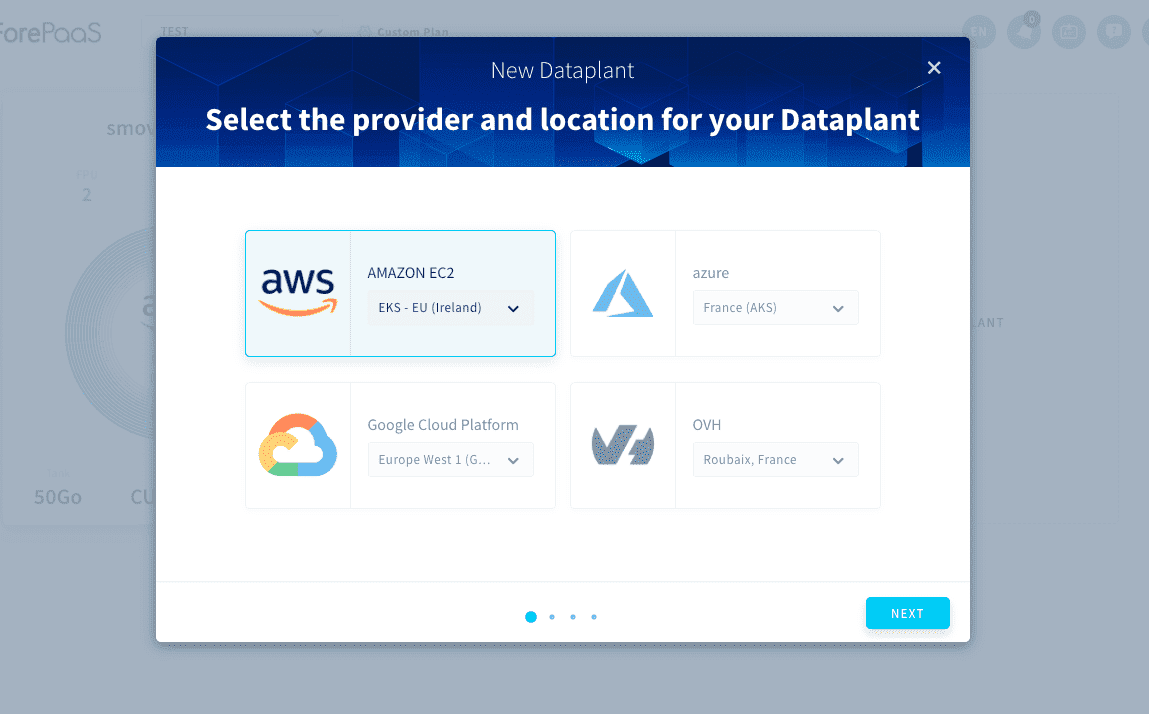 ForePaaS
TEST
Custom Plan
EN
0
New Dataplant
Select the provider and location for your Dataplant
smov
FPU
2
aws
AMAZON EC2
EKS - EU (Ireland)
azure
France (AKS)
Google Cloud Platform
Europe West 1 (G...
OVH
Roubaix, France
LANT
50Go
CU
NEXT